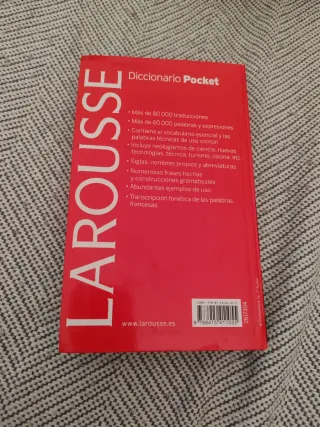 LAROUSSE
Diccionario Pocket
• Más de 80 000 traducciones
• Más de 60 000 palabras y expresiones
• Contiene el vocabulario esencial y las
palabras técnicas de uso común
• Incluye neologismos de ciencia, nuevas
tecnologías, técnica, turismo, cocina, etc.
• Siglas, nombres propios y abreviaturas
• Numerosas frases hechas
y construcciones gramaticales
• Abundantes ejemplos de uso
• Transcripción fonética de las palabras
francesas
www.larousse.es